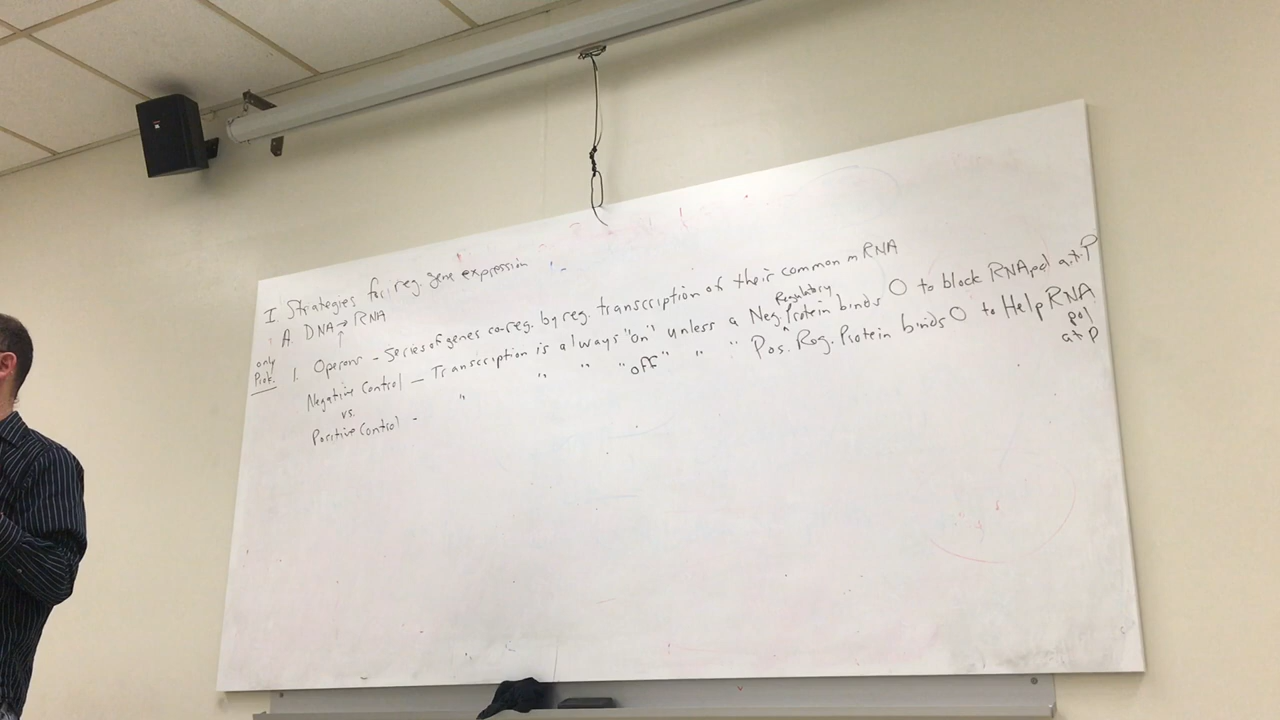 I Strategies for reg. gene expression
A. DNA → RNA
only Prok.
1. Operons - Series of genes co-reg. by reg. transcription of their common mRNA
Negative Control - Transcription is always "on" unless a Neg. Regulatory Protein binds O to block RNA pol at P
vs.
Positive Control - " " " "off" " " Pos. Reg. Protein binds O to Help RNA pol at P